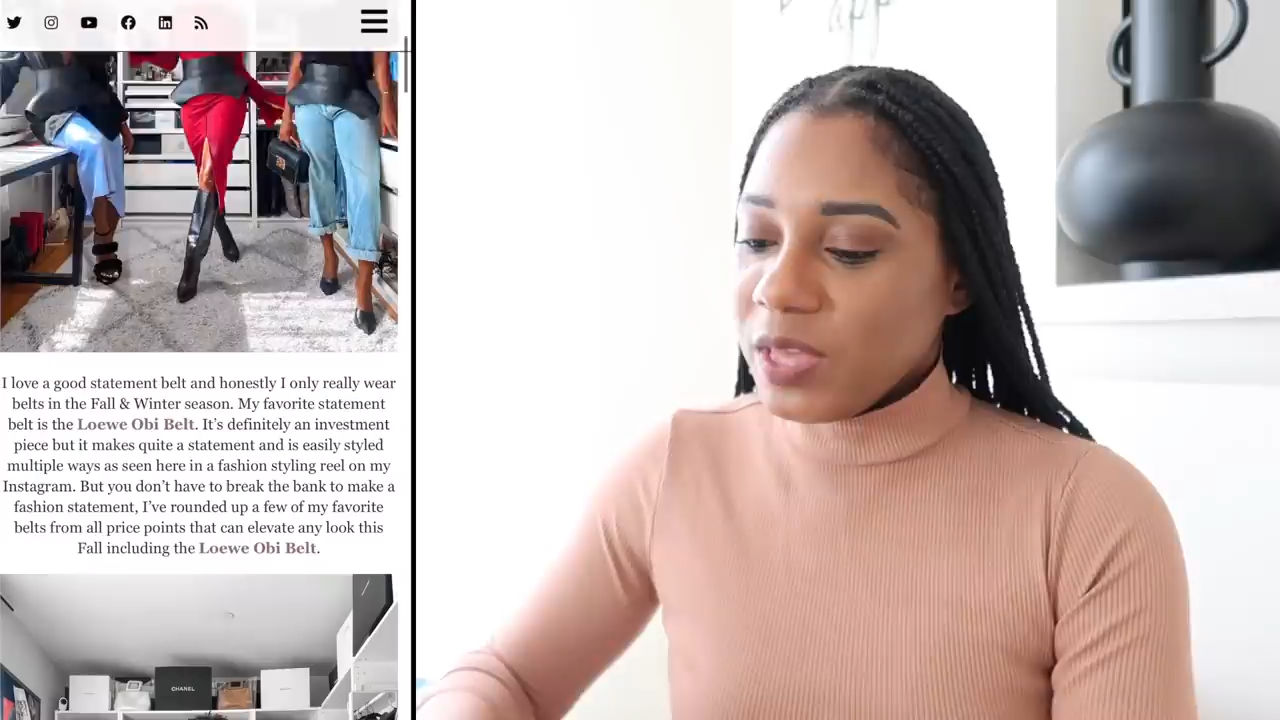 app
I love a good statement belt and honestly I only really wear
belts in the Fall & Winter season. My favorite statement
belt is the Loewe Obi Belt. It's definitely an investment
piece but it makes quite a statement and is easily styled
multiple ways as seen here in a fashion styling reel on my
Instagram. But you don't have to break the bank to make a
fashion statement, I've rounded up a few of my favorite
belts from all price points that can elevate any look this
Fall including the Loewe Obi Belt.
CHANEL